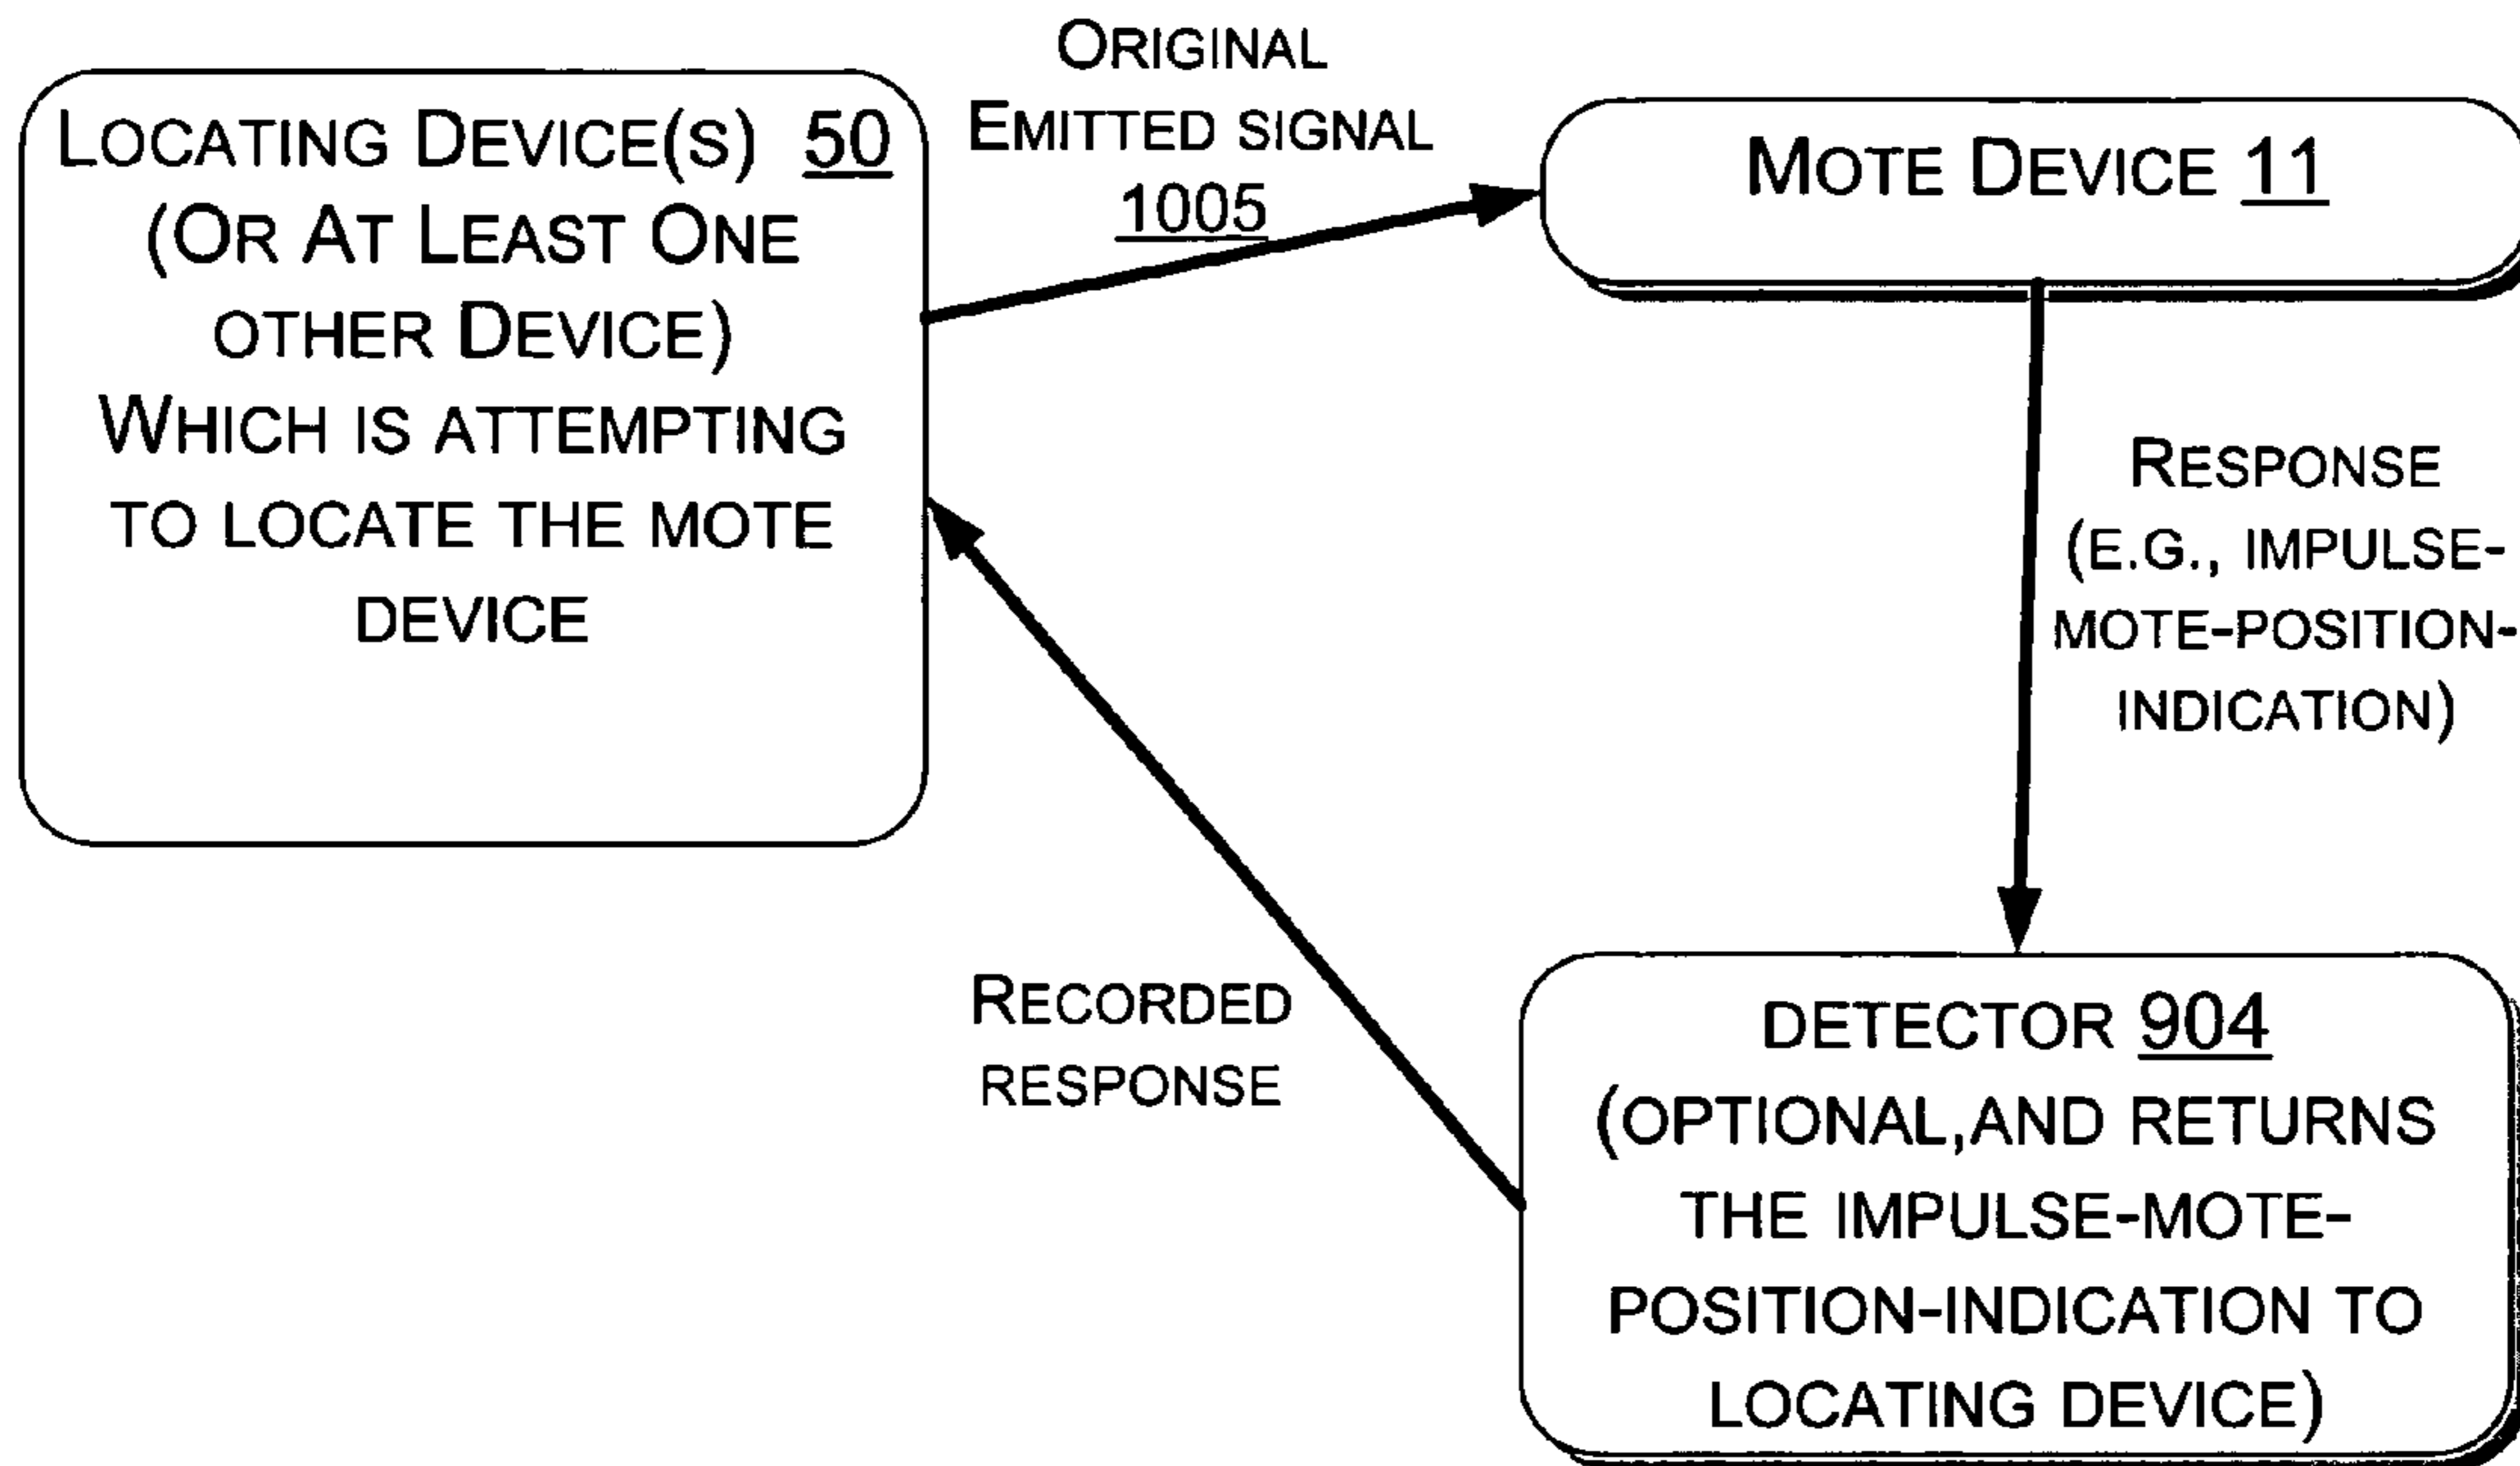 ORIGINAL
EMITTED SIGNAL
1005
LOCATING DEVICE(S) 50
(OR AT LEAST ONE
OTHER DEVICE)
WHICH IS ATTEMPTING
TO LOCATE THE MOTE
DEVICE
MOTE DEVICE 11
RESPONSE
(E.G., IMPULSE-
MOTE-POSITION-
INDICATION)
RECORDED
RESPONSE
DETECTOR 904
(OPTIONAL,AND RETURNS
THE IMPULSE-MOTE-
POSITION-INDICATION TO
LOCATING DEVICE)